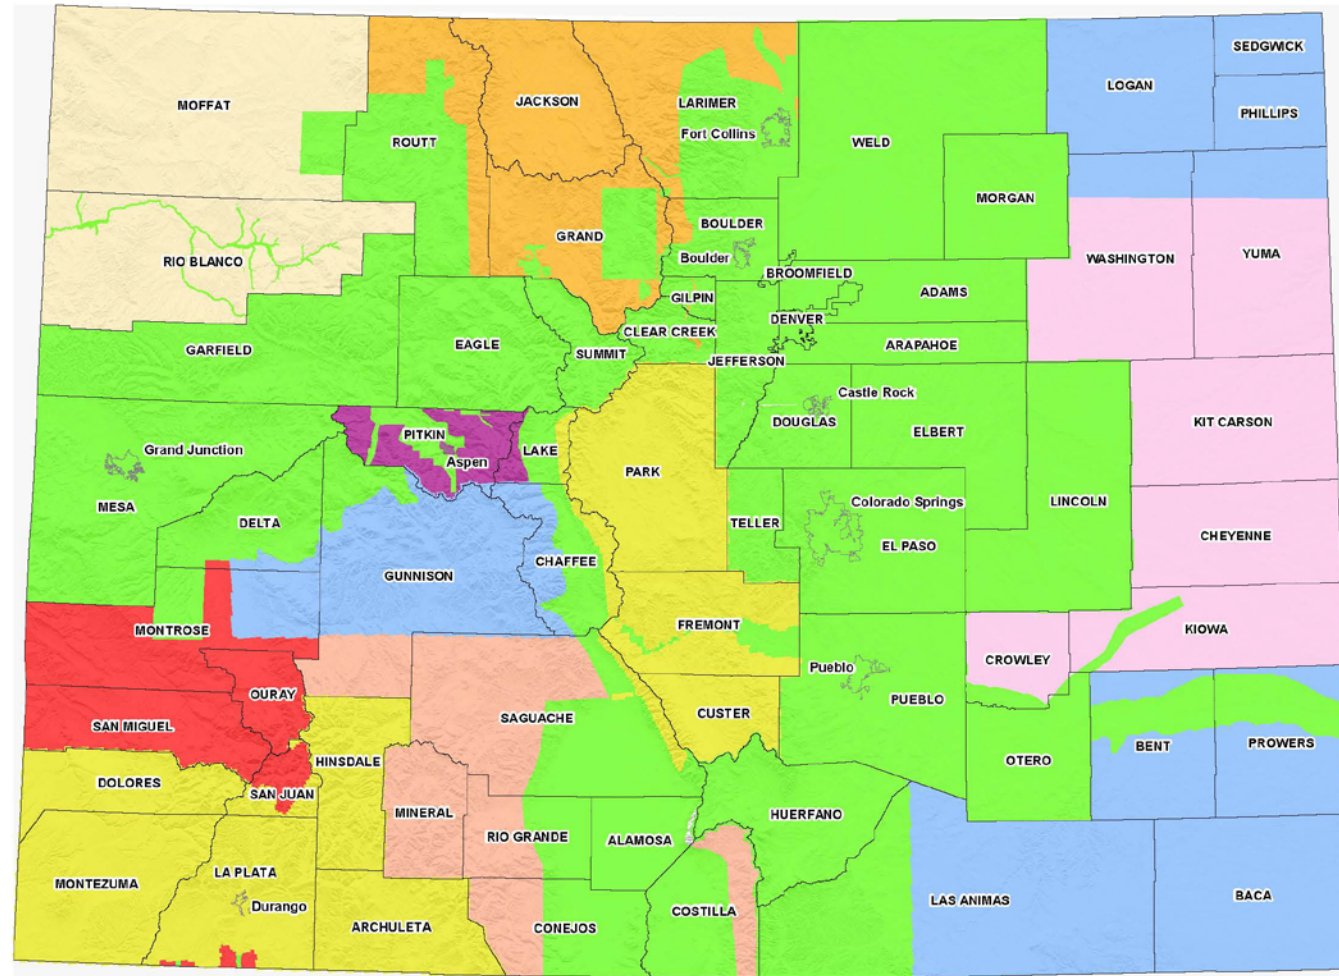 SEDGWICK
LOGAN
MOFFAT
JACKSON
LARIMER
PHILLIPS
Fort Collins
ROUTT
WELD
MORGAN
BOULDER
GRAND
Boulder
RIO BLANCO
WASHINGTON
YUMA
BROOMFIELD
GILPIN
ADAMS
DENVER
CLEAR CREEK
EAGLE
ARAPAHOE
GARFIELD
SUMMIT
JEFFERSON
Castle Rock
DOUGLAS
KIT CARSON
PITKIN
ELBERT
Grand Junction
LAKE
Aspen
PARK
Colorado Springs
LINCOLN
MESA
DELTA
TELLER
CHEYENNE
EL PASO
CHAFFEE
GUNNISON
FREMONT
KIOWA
MONTROSE
CROWLEY
Pueblo
OURAY
PUEBLO
CUSTER
SAN MIGUEL
SAGUACHE
PROWERS
BENT
OTERO
HINSDALE
DOLORES
SAN JUAN
MINERAL
HUERFANO
RIO GRANDE
ALAMOSA
LA PLATA
MONTEZUMA
BACA
LAS ANIMAS
Durango
COSTILLA
ARCHULETA
CONEJOS